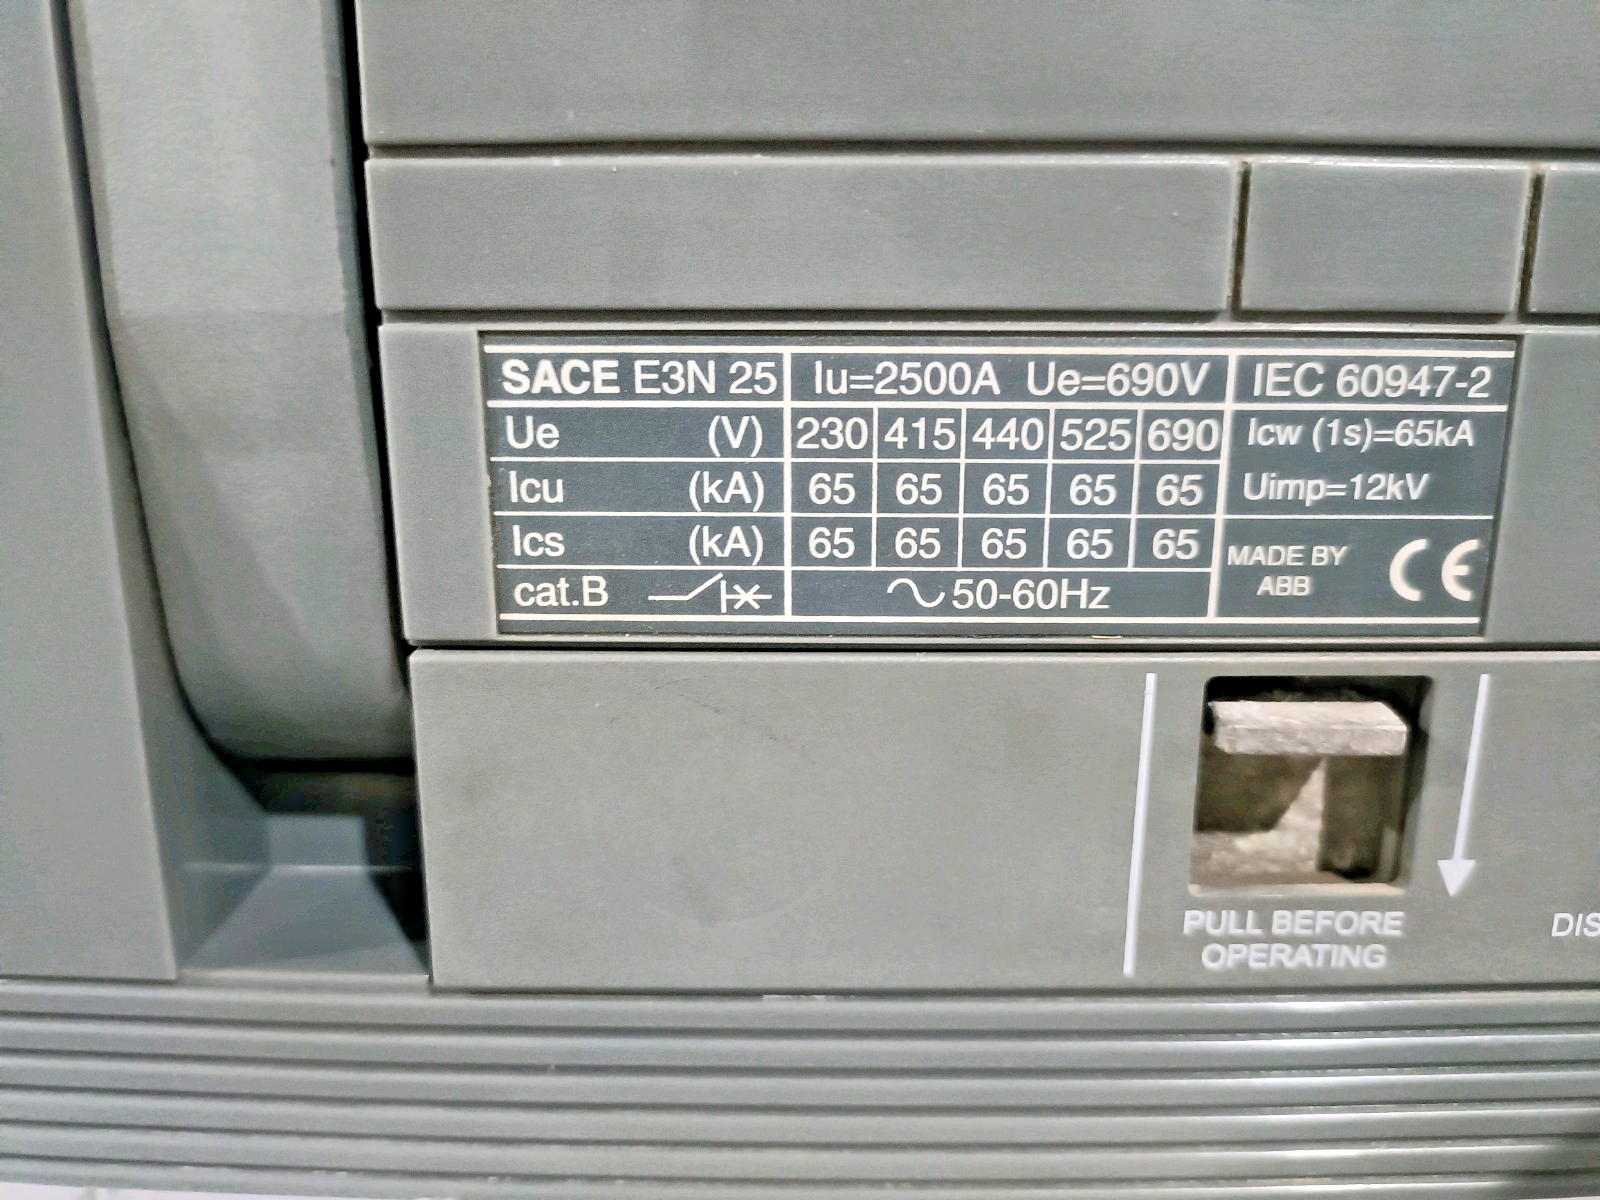 SACE E3N 25 Iu=2500A Ue=690V IEC 60947-2
Ue (V) 230 415 440 525 690 Icw (1s)=65kA
Icu (kA) 65 65 65 65 65 Uimp=12kV
Ics (kA) 65 65 65 65 65 MADE BY
ABB CE
cat.B 50-60Hz
PULL BEFORE
OPERATING
DIS